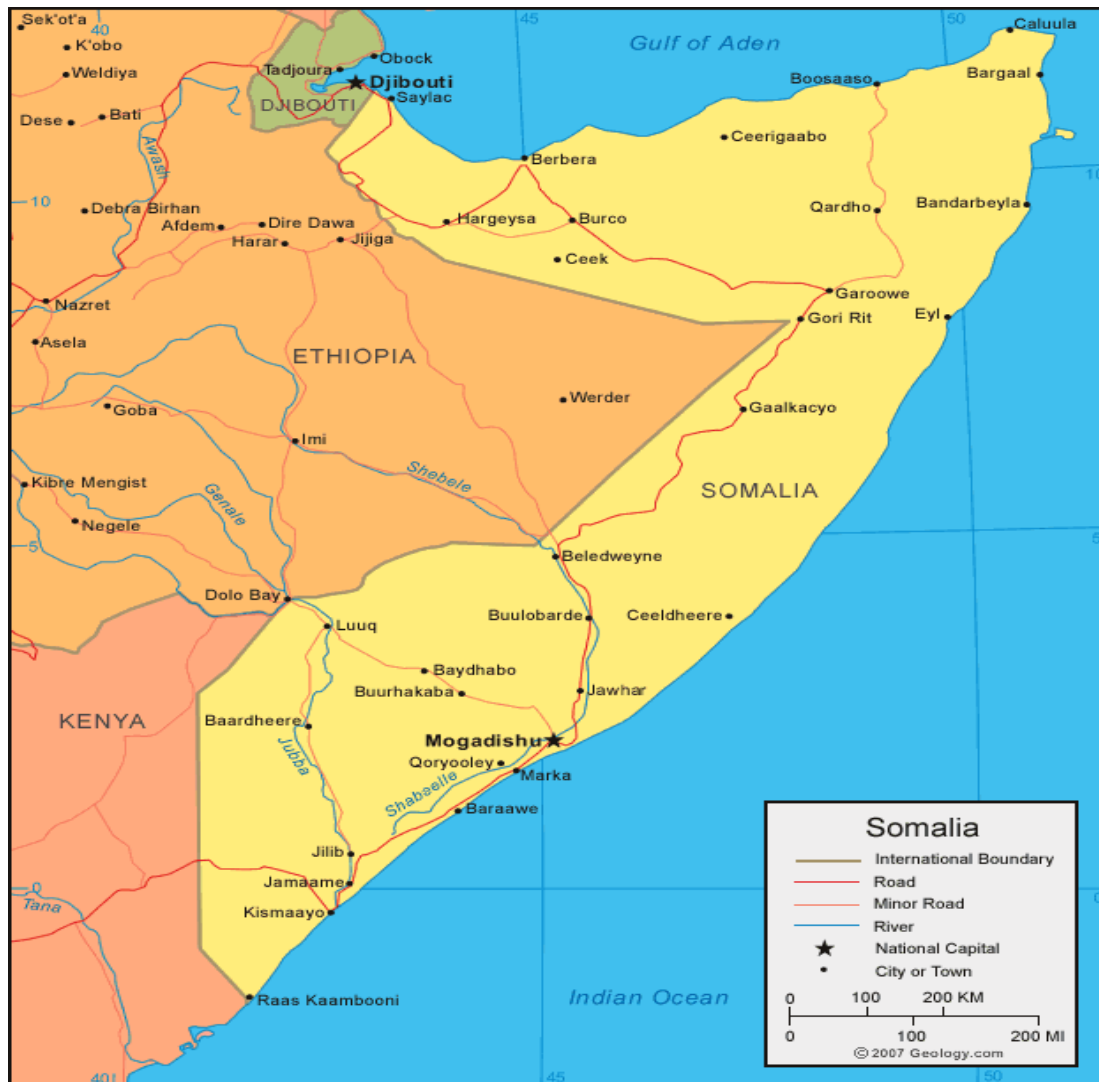 40
45
50
Sek'ot'a
K'obo
Weldiya
Dese
Bati
Awash
Obock
Tadjoura
Djibouti
DJIBOUTI
Saylac
Gulf of Aden
Caluula
Boosaaso
Bargaal
Ceerigaabo
Berbera
10
10
Debra Birhan
Afdem
Dire Dawa
Harar
Jijiga
Hargeysa
Burco
Qardho
Bandarbeyla
Ceek
Nazret
Garoowe
Gori Rit
Eyl
Asela
ETHIOPIA
Werder
Goba
Gaalkacyo
Imi
Shebele
Kibre Mengist
Genale
SOMALIA
Negele
5
5
Beledweyne
Dolo Bay
Buulobarde
Ceeldheere
Luuq
Baydhabo
Buurhakaba
Jawhar
KENYA
Baardheere
Jubba
Mogadishu
Qoryooley
Marka
Shabeelle
Baraawe
Jilib
Jamaame
0
0
Tana
Kismaayo
Raas Kaambooni
Indian Ocean
40
45
50
Somalia
International Boundary
Road
Minor Road
River
National Capital
City or Town
0 100 200 KM
0 100 200 MI
© 2007 Geology.com